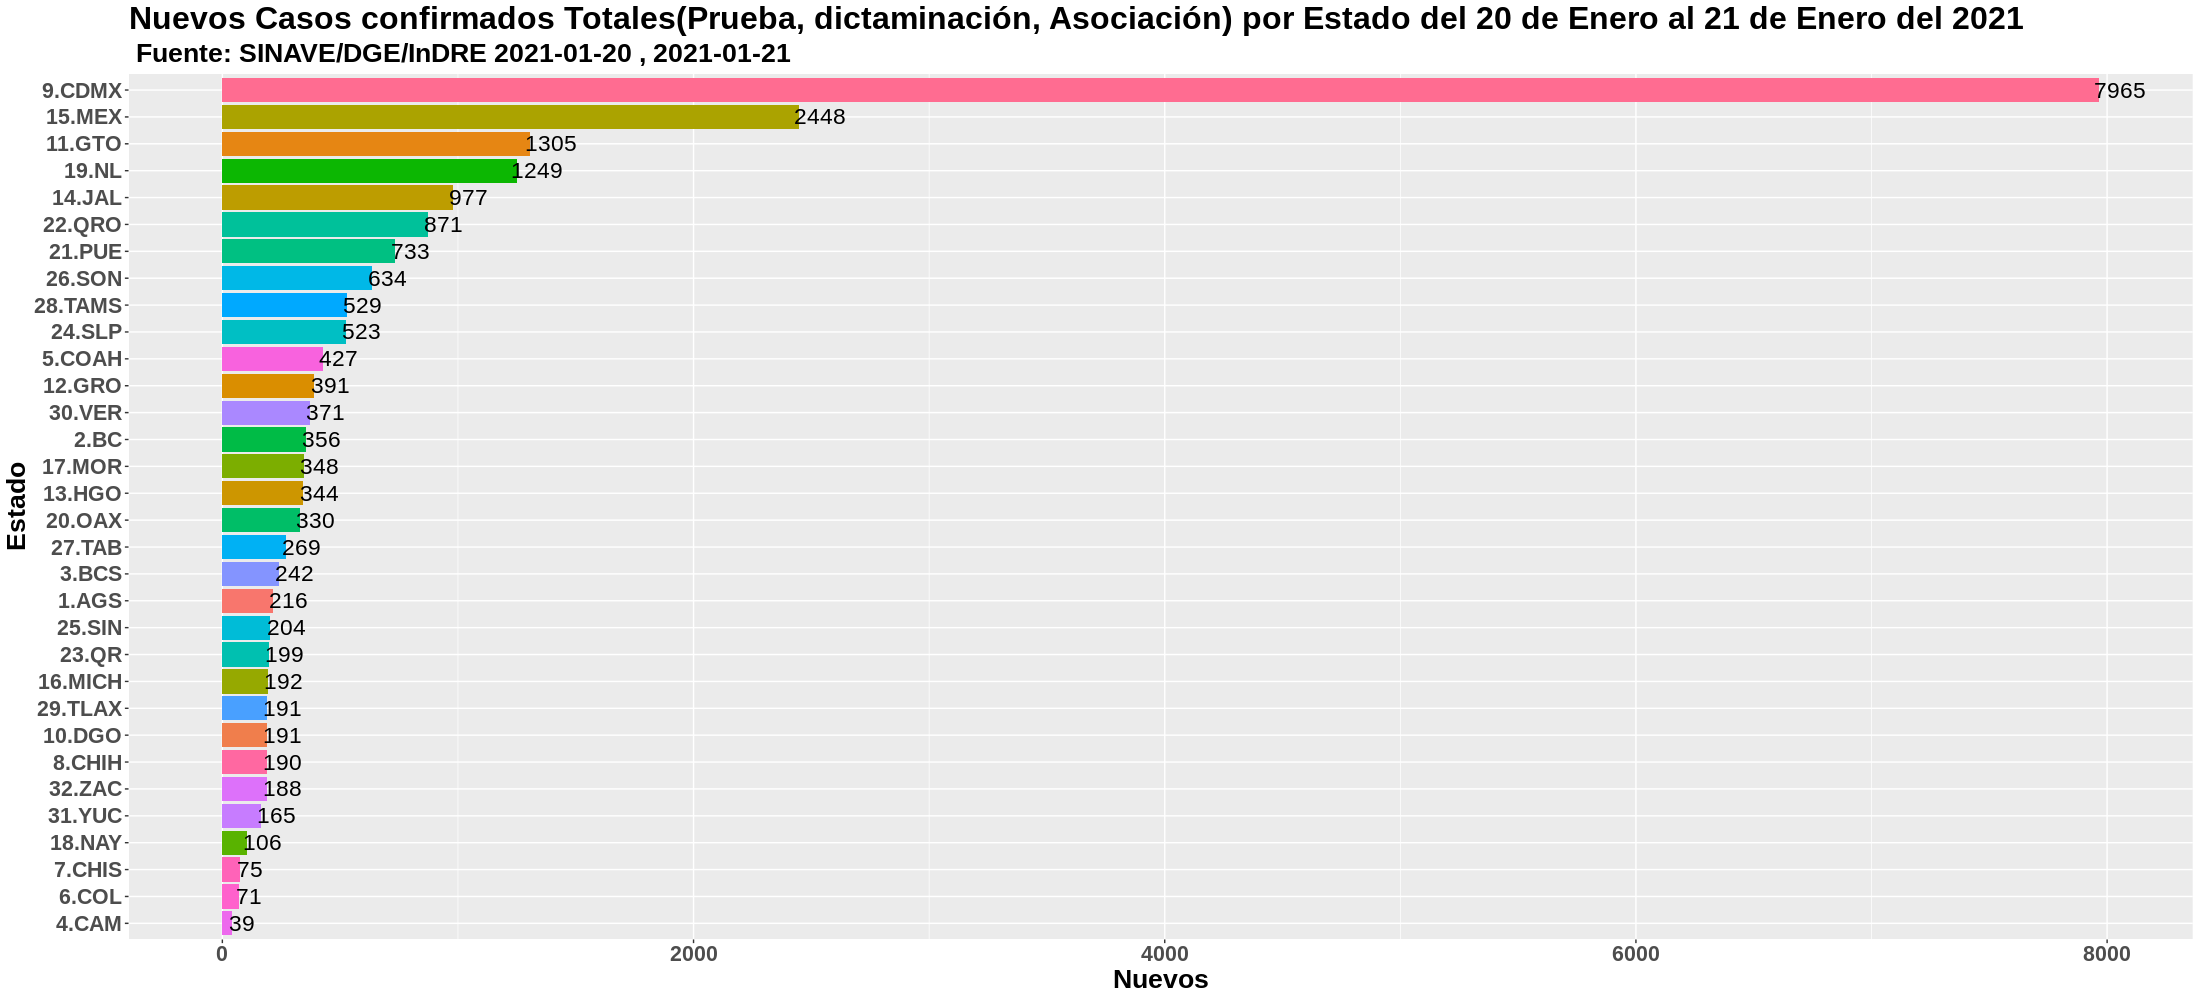 Nuevos Casos confirmados Totales(Prueba, dictaminación, Asociación) por Estado del 20 de Enero al 21 de Enero del 2021
Fuente: SINAVE/DGE/InDRE 2021-01-20 , 2021-01-21
9.CDMX 7965
15.MEX 2448
11.GTO 1305
19.NL 1249
14.JAL 977
22.QRO 871
21.PUE 733
26.SON 634
28.TAMS 529
24.SLP 523
5.COAH 427
12.GRO 391
30.VER 371
2.BC 356
17.MOR 348
13.HGO 344
20.OAX 330
27.TAB 269
3.BCS 242
1.AGS 216
25.SIN 204
23.QR 199
16.MICH 192
29.TLAX 191
10.DGO 191
8.CHIH 190
32.ZAC 188
31.YUC 165
18.NAY 106
7.CHIS 75
6.COL 71
4.CAM 39
Estado
0 2000 4000 6000 8000
Nuevos